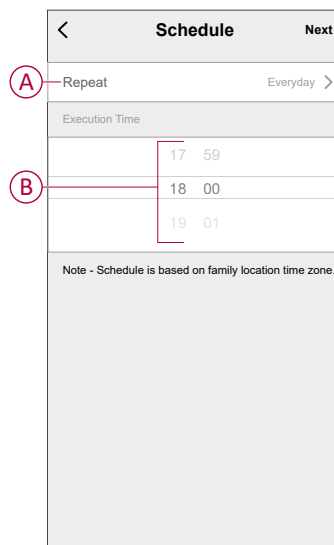 Schedule Next
A Repeat Everyday
Execution Time
17 59
B 18 00
19 01
Note - Schedule is based on family location time zone.